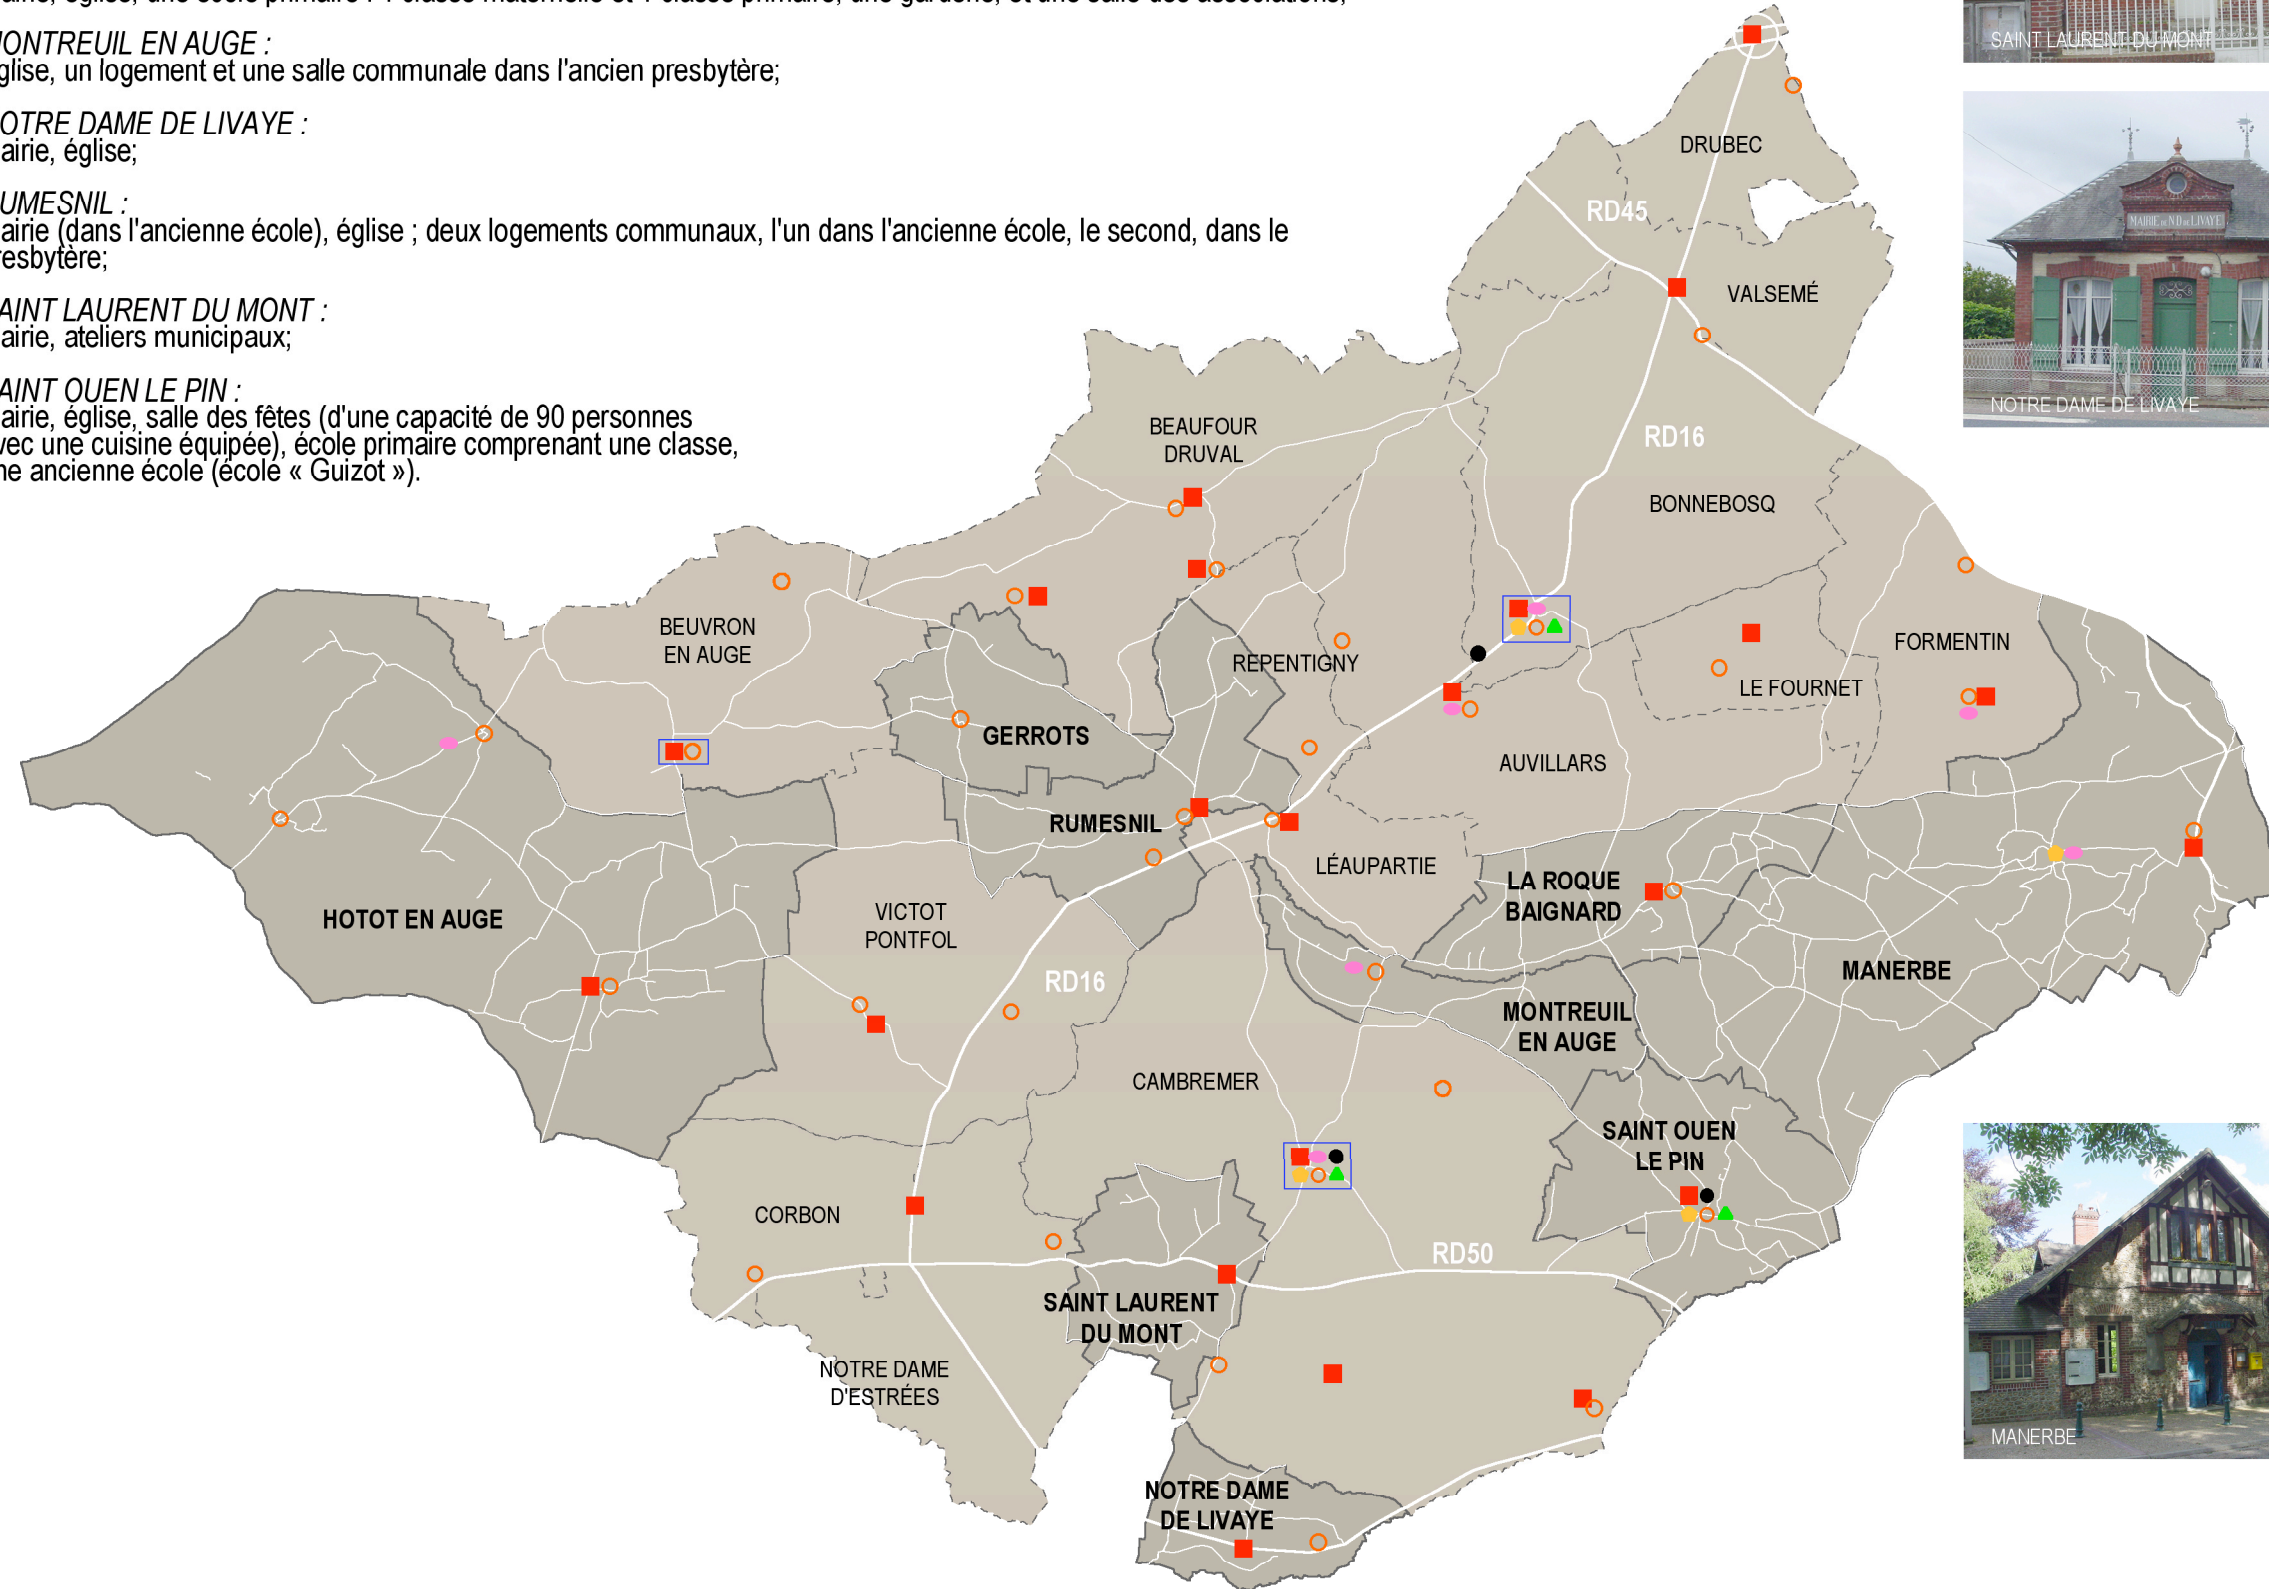 airie, église, une école primaire : 1 classe maternelle et 1 classe primaire, une garderie, et une salle des associations;
ONTREUIL EN AUGE :
glise, un logement et une salle communale dans l'ancien presbytère;
OTRE DAME DE LIVAYE :
airie, église;
UMESNIL :
airie (dans l'ancienne école), église ; deux logements communaux, l'un dans l'ancienne école, le second, dans le
resbytère;
AINT LAURENT DU MONT :
airie, ateliers municipaux;
AINT OUEN LE PIN :
airie, église, salle des fêtes (d'une capacité de 90 personnes
vec une cuisine équipée), école primaire comprenant une classe,
ne ancienne école (école « Guizot »).
SAINT LAURENT DU MONT
MAIRIE DE N D DE LIVAYE
NOTRE DAME DE LIVAYE
MANERBE
DRUBEC
RD45
VALSEMÉ
BEAUFOUR
DRUVAL
RD16
BONNEBOSQ
BEUVRON
EN AUGE
REPENTIGNY
FORMENTIN
LE FOURNET
GERROTS
AUVILLARS
RUMESNIL
LÉAUPARTIE
LA ROQUE
BAIGNARD
HOTOT EN AUGE
VICTOT
PONTFOL
RD16
MANERBE
MONTREUIL
EN AUGE
CAMBREMER
SAINT OUEN
LE PIN
CORBON
RD50
SAINT LAURENT
DU MONT
NOTRE DAME
D'ESTRÉES
NOTRE DAME
DE LIVAYE